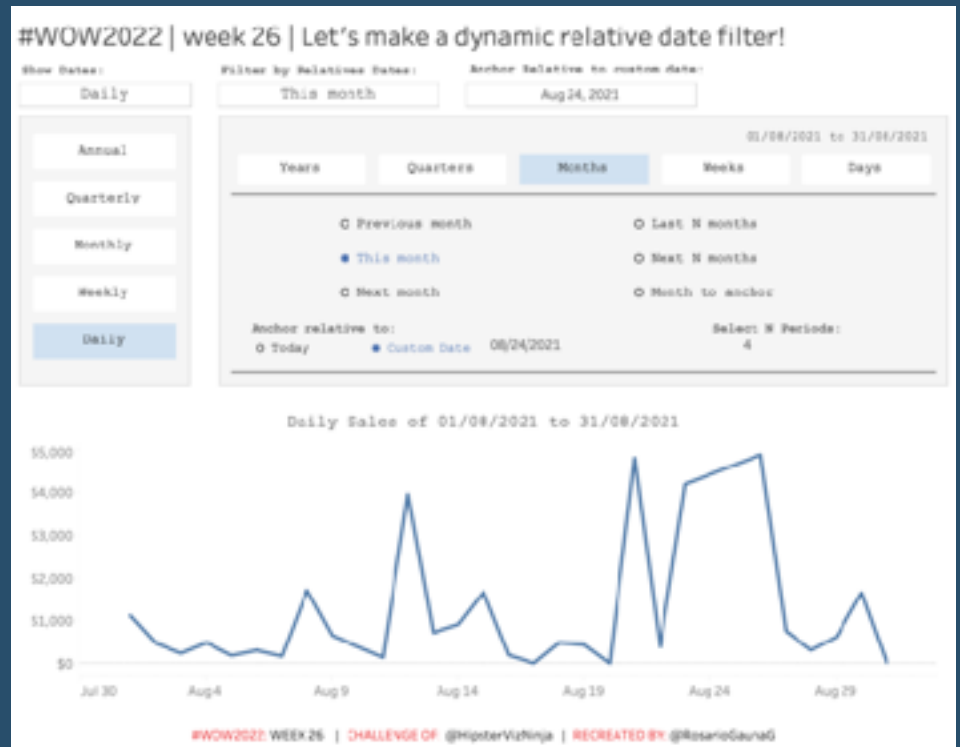 #WOW2022 | week 26 | Let's make a dynamic relative date filter!
Show Dates: Filter by Relatives Dates: Anchor Relative to custom date:
Daily This month Aug 24, 2021
01/08/2021 to 31/08/2021
Annual
Quarterly
Monthly
Weekly
Daily
Years Quarters Months Weeks Days
Previous month Last N months
This month Next N months
Next month Month to anchor
Anchor relative to: Select N Periods:
Today Custom Date 08/24/2021 4
Daily Sales of 01/08/2021 to 31/08/2021
$5,000
$4,000
$3,000
$2,000
$1,000
$0
Jul 30 Aug 4 Aug 9 Aug 14 Aug 19 Aug 24 Aug 29
#WOW2022: WEEK 26 | CHALLENGE OF: @HipsterVizNinja | RECREATED BY: @RosarioGaunaG